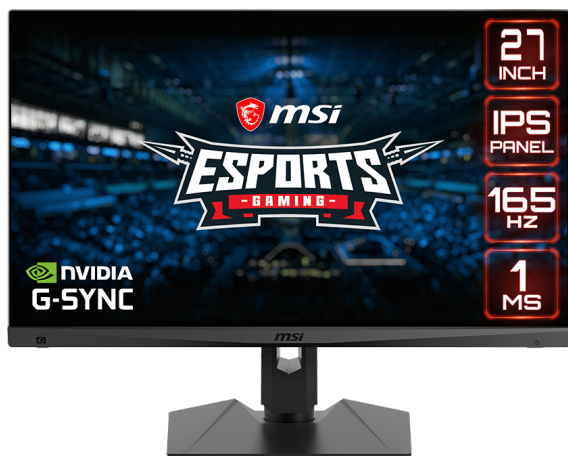 msi
ESPORTS
- GAMING -
NVIDIA
G-SYNC
27
INCH
IPS
PANEL
165
HZ
1
MS
msi